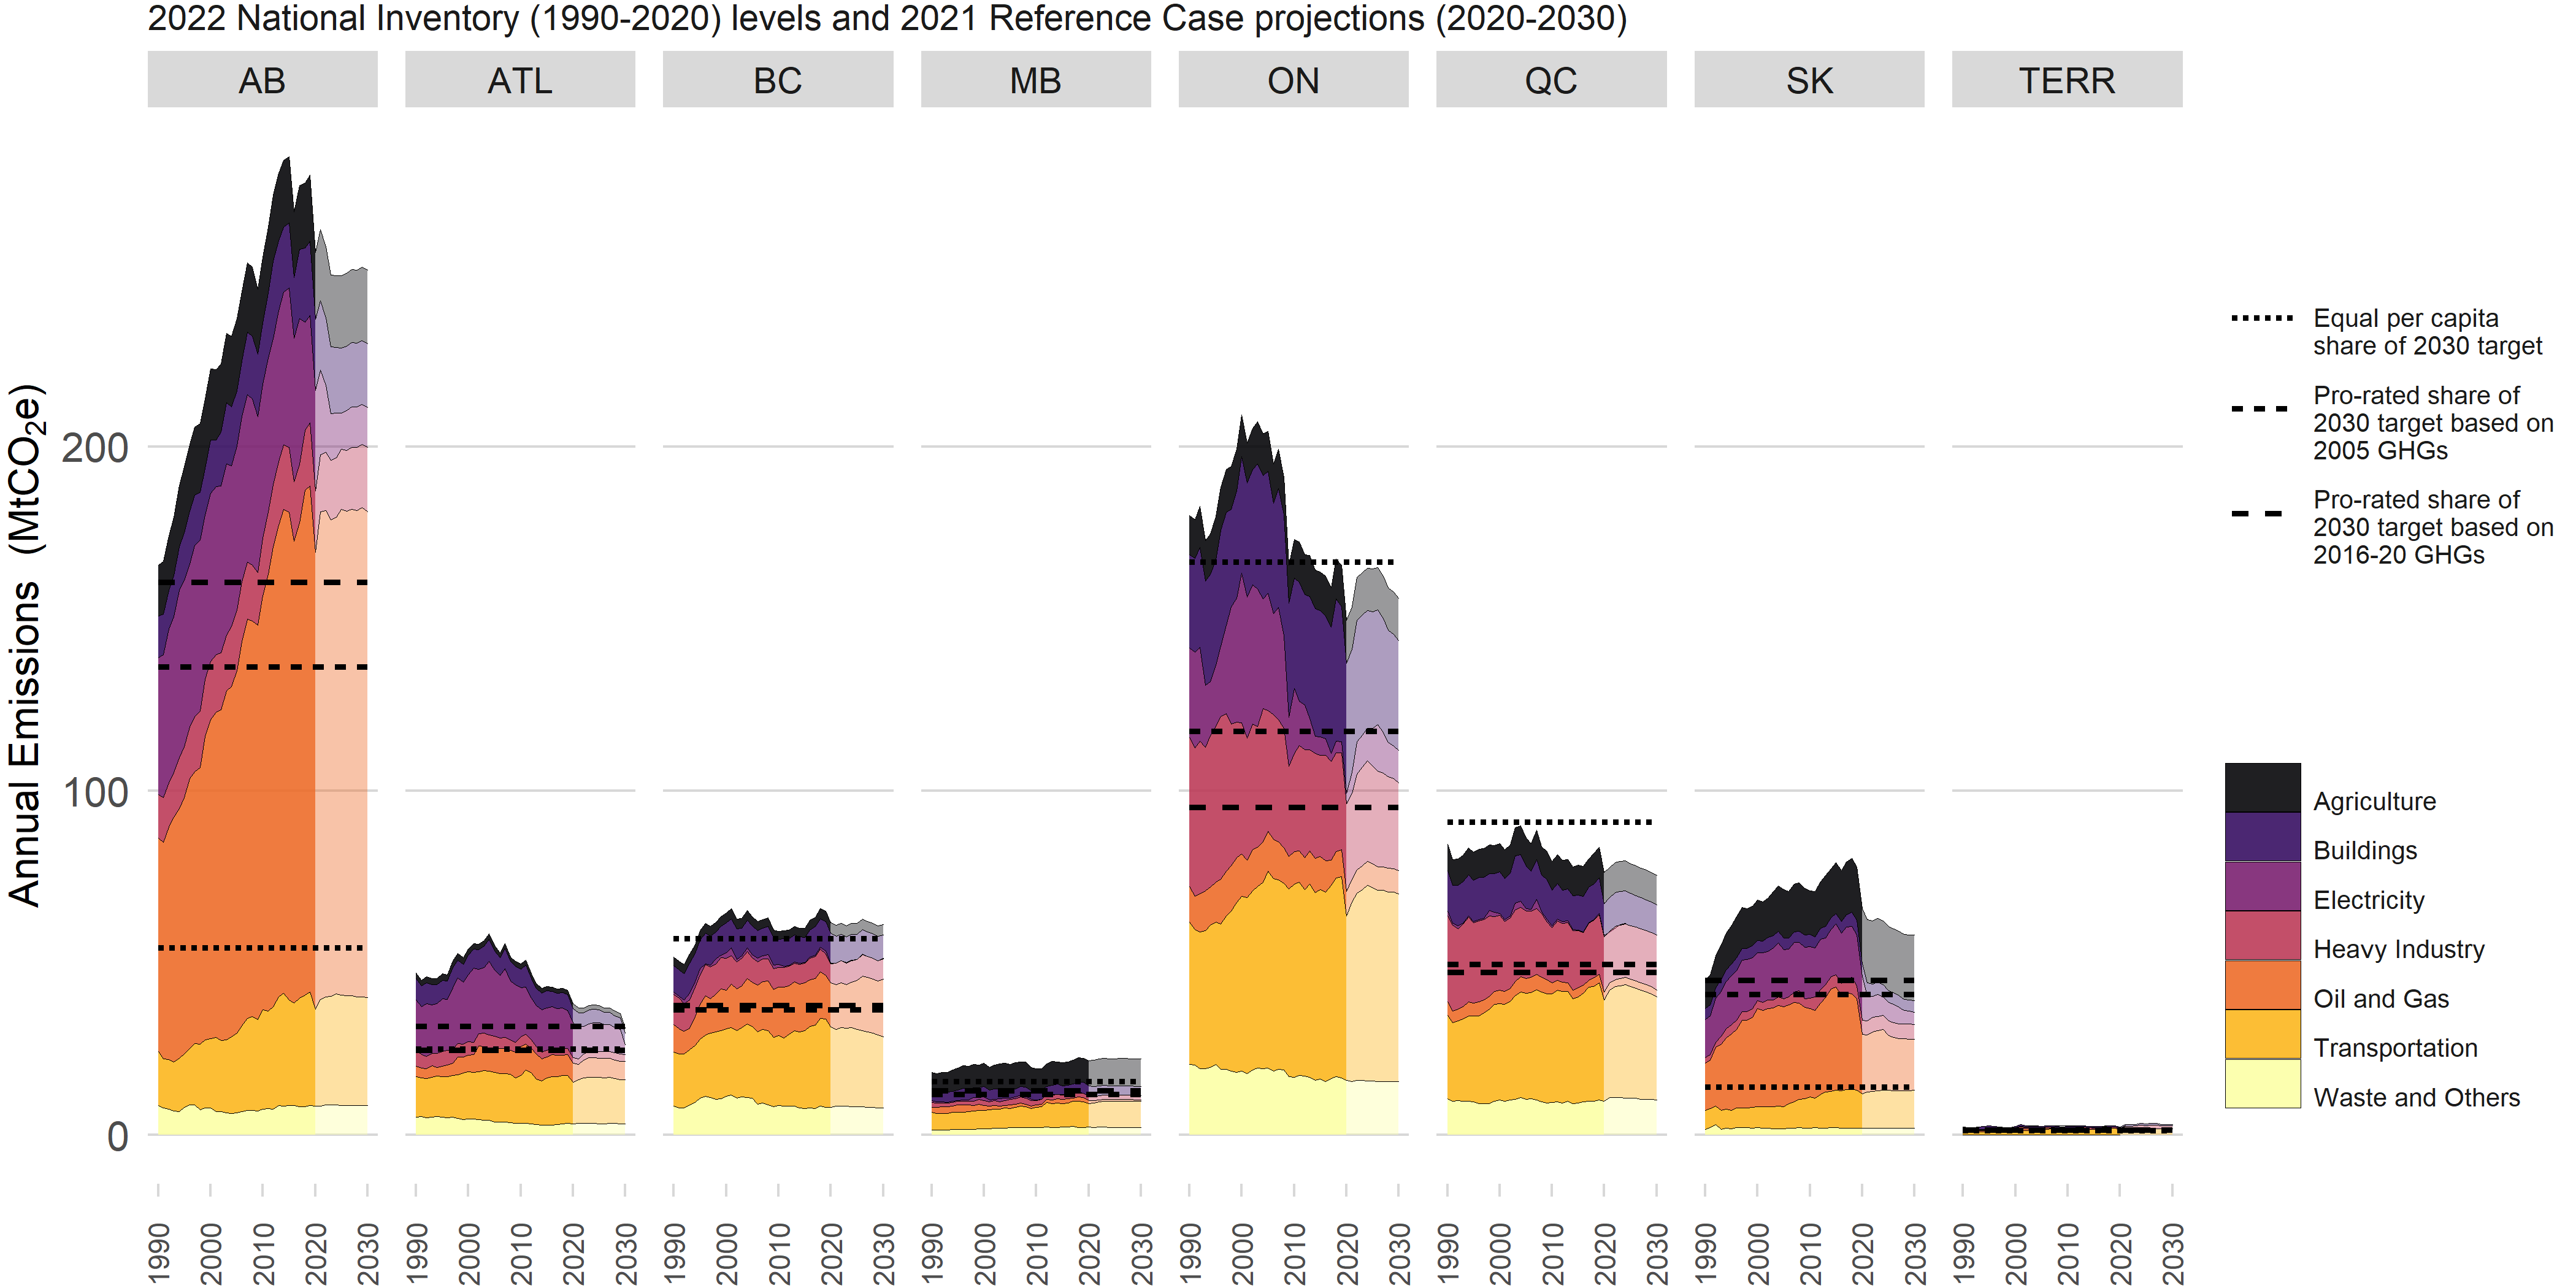 2022 National Inventory (1990-2020) levels and 2021 Reference Case projections (2020-2030)
AB ATL BC MB ON QC SK TERR
Annual Emissions (MtCO₂e)
200
100
0
1990 2000 2010 2020 2030 1990 2000 2010 2020 2030 1990 2000 2010 2020 2030 1990 2000 2010 2020 2030 1990 2000 2010 2020 2030 1990 2000 2010 2020 2030 1990 2000 2010 2020 2030 1990 2000 2010 2020 2030
Equal per capita
share of 2030 target
Pro-rated share of
2030 target based on
2005 GHGs
Pro-rated share of
2030 target based on
2016-20 GHGs
Agriculture
Buildings
Electricity
Heavy Industry
Oil and Gas
Transportation
Waste and Others